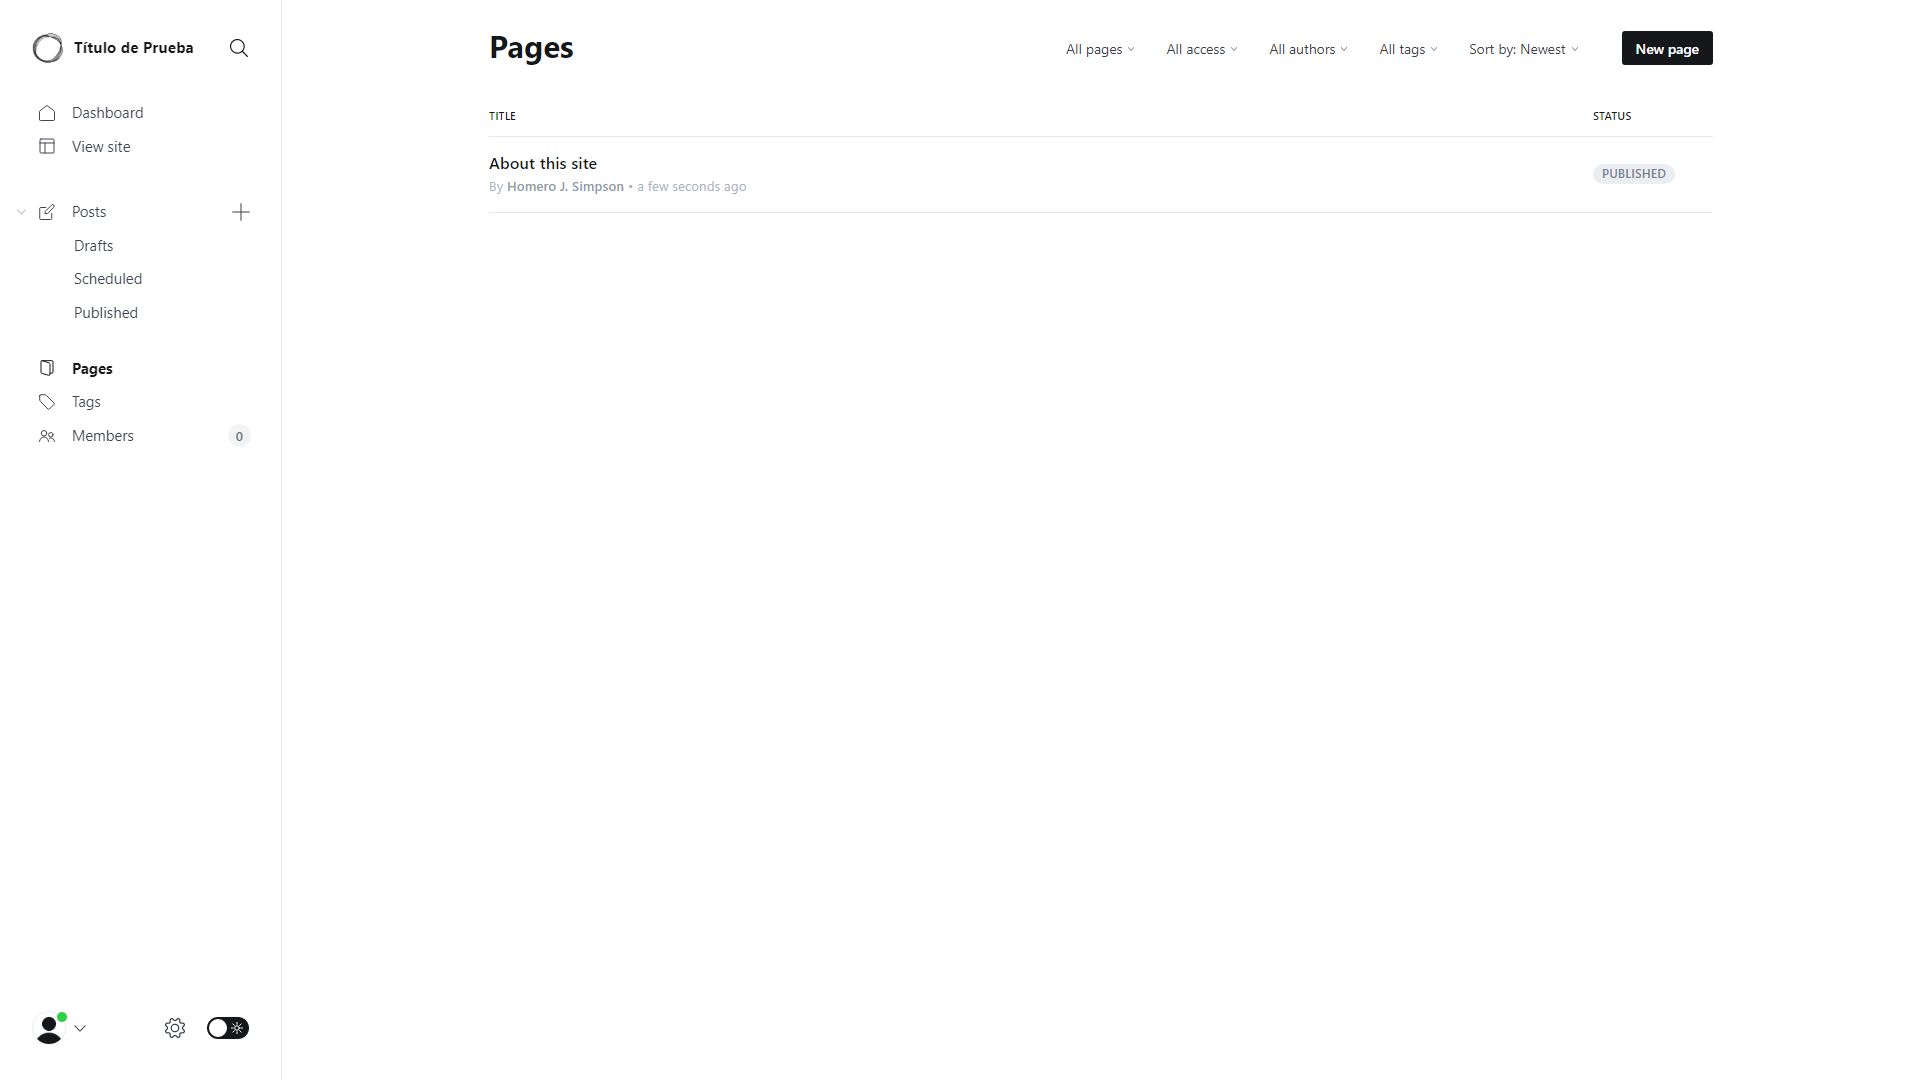 Título de Prueba
Dashboard
View site
Posts
Drafts
Scheduled
Published
Pages
Tags
Members 0
Pages
All pages All access All authors All tags Sort by: Newest New page
TITLE STATUS
About this site
By Homero J. Simpson • a few seconds ago
PUBLISHED